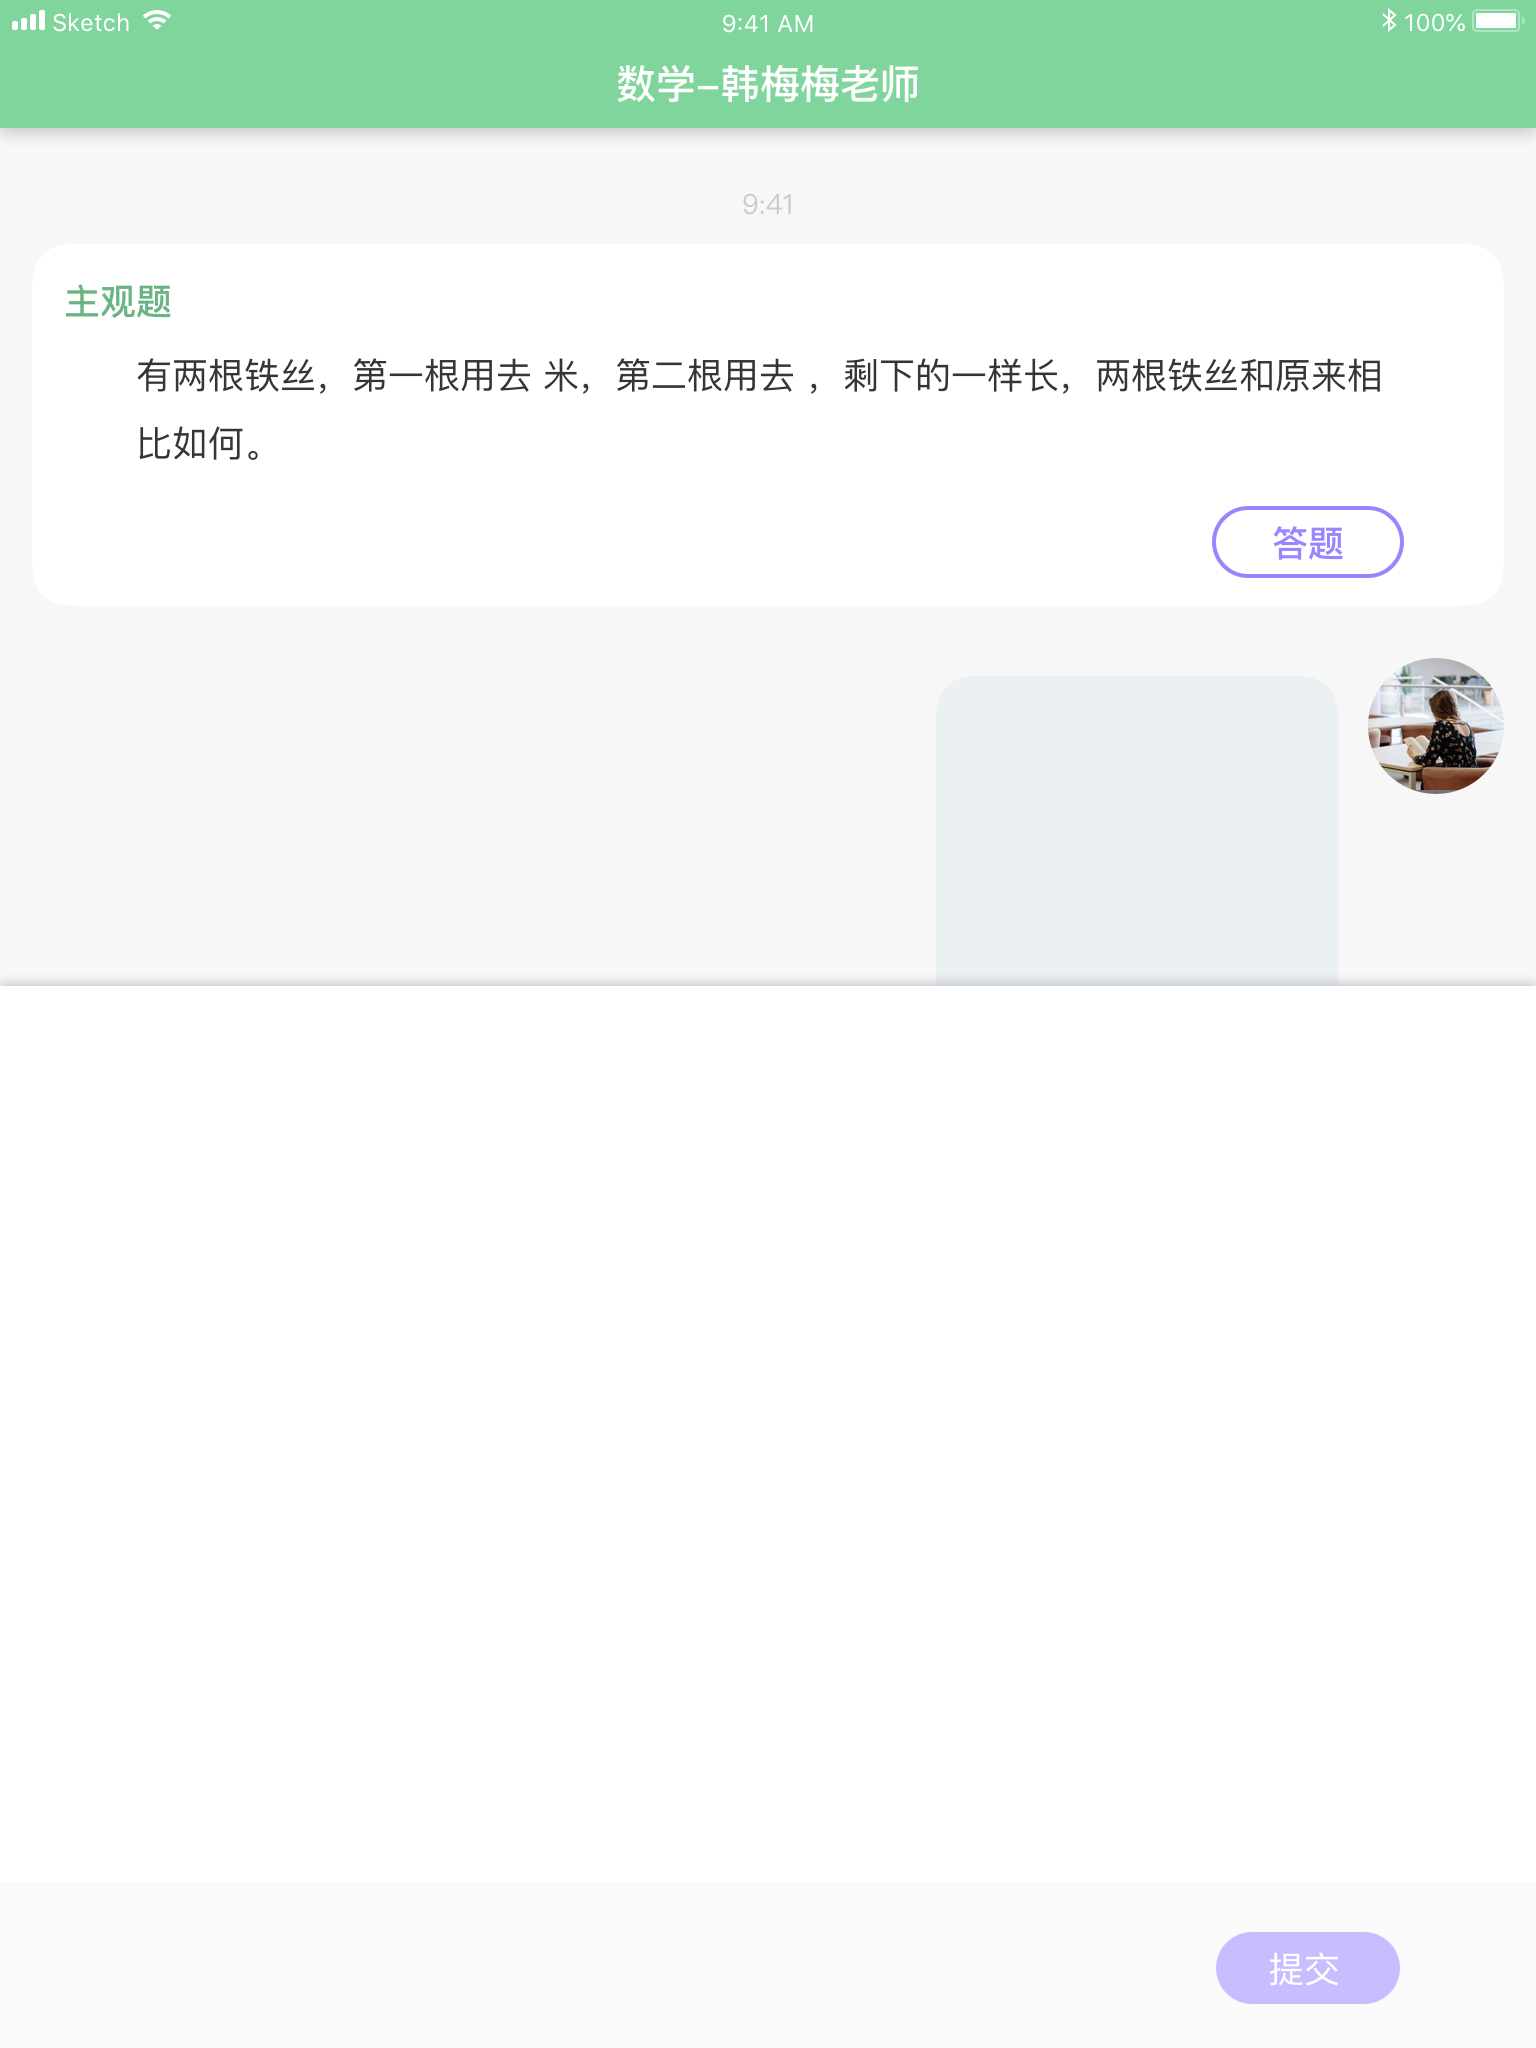 Sketch 9:41 AM 100%
数学-韩梅梅老师
9:41
主观题
有两根铁丝，第一根用去 米，第二根用去 ，剩下的一样长，两根铁丝和原来相
比如何。
答题
提交